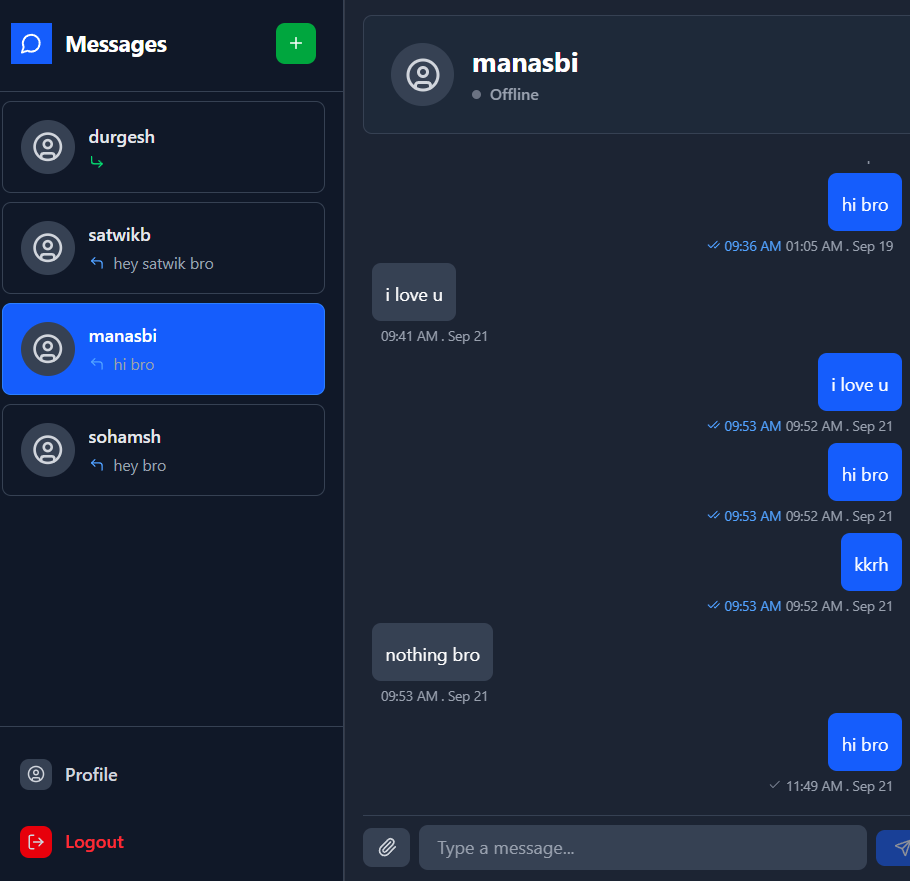 Messages
durgesh
satwikb
hey satwik bro
manasbi
hi bro
sohamsh
hey bro
Profile
Logout
manasbi
Offline
hi bro
09:36 AM 01:05 AM . Sep 19
i love u
09:41 AM . Sep 21
i love u
09:53 AM 09:52 AM . Sep 21
hi bro
09:53 AM 09:52 AM . Sep 21
kkrh
09:53 AM 09:52 AM . Sep 21
nothing bro
09:53 AM . Sep 21
hi bro
11:49 AM . Sep 21
Type a message...